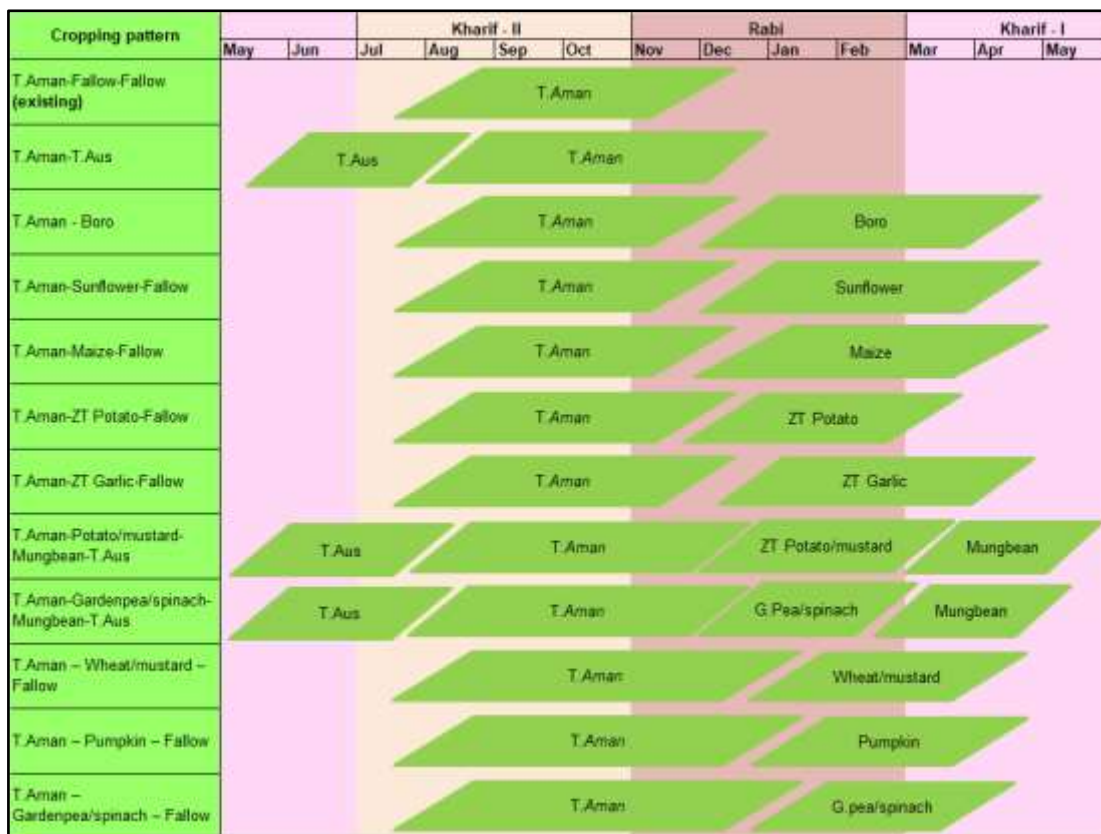 Cropping pattern
Kharif - II
Rabi
Kharif - I
May Jun Jul Aug Sep Oct Nov Dec Jan Feb Mar Apr May
T.Aman-Fallow-Fallow
(existing)
T.Aman
T.Aman-T.Aus
T.Aus
T.Aman
T.Aman - Boro
T.Aman
Boro
T.Aman-Sunflower-Fallow
T.Aman
Sunflower
T.Aman-Maize-Fallow
T.Aman
Maize
T.Aman-ZT Potato-Fallow
T.Aman
ZT Potato
T.Aman-ZT Garlic-Fallow
T.Aman
ZT Garlic
T.Aman-Potato/mustard-
Mungbean-T.Aus
T.Aus
T.Aman
ZT Potato/mustard
Mungbean
T.Aman-Gardenpea/spinach-
Mungbean-T.Aus
T.Aus
T.Aman
G.Pea/spinach
Mungbean
T.Aman – Wheat/mustard –
Fallow
T.Aman
Wheat/mustard
T.Aman – Pumpkin – Fallow
T.Aman
Pumpkin
T.Aman –
Gardenpea/spinach – Fallow
T.Aman
G.pea/spinach